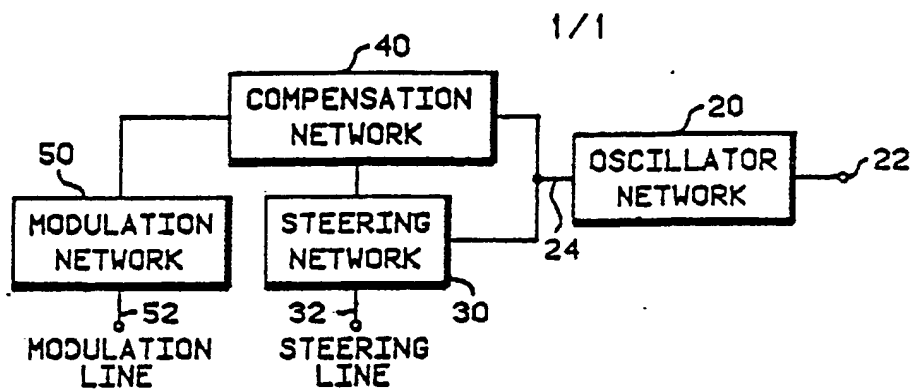 1/1
40
COMPENSATION
NETWORK
20
OSCILLATOR
NETWORK
22
50
MODULATION
NETWORK
STEERING
NETWORK
24
52
32
30
MODULATION
LINE
STEERING
LINE